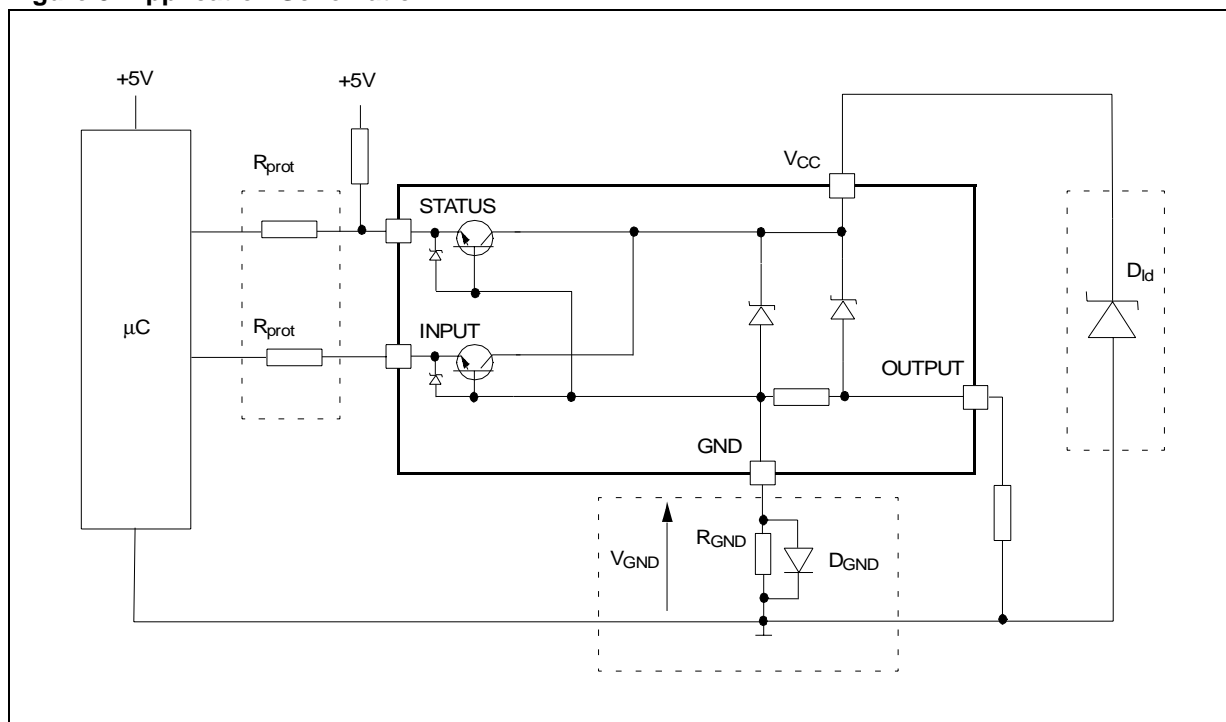 +5V
+5V
Rprot
VCC
STATUS
Dld
μC
Rprot
INPUT
OUTPUT
GND
RGND
VGND
DGND